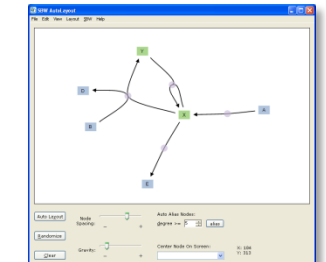 SBW AutoLayout
File Edit View Layout SBW Help
F
D
X
A
B
E
Auto Layout
Node Spacing:
- +
Auto Alias Nodes:
degree >= 5 alias
Randomize
Gravity:
- +
Center Node On Screen:
Clear